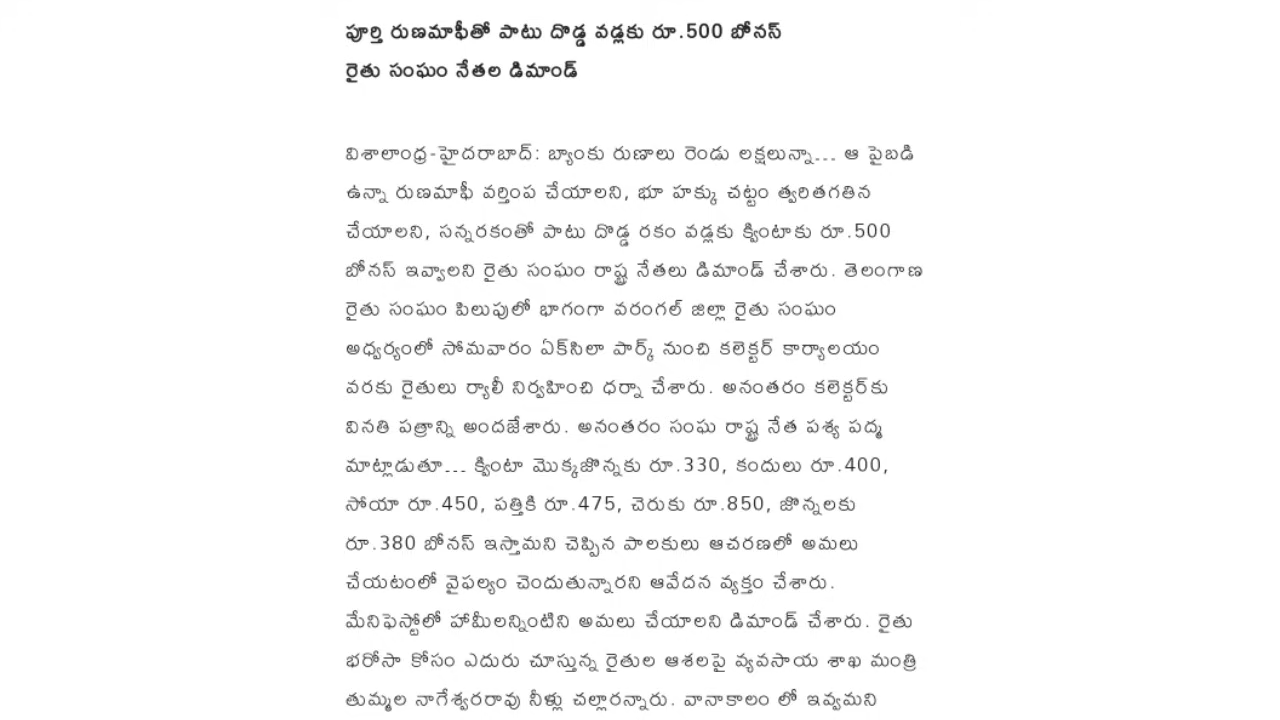 పూర్తి రుణమాఫీతో పాటు దొడ్డ వడ్లకు రూ.500 బోనస్
రైతు సంఘం నేతల డిమాండ్
విశాలాంధ్ర-హైదరాబాద్: బ్యాంకు రుణాలు రెండు లక్షలున్నా... ఆ పైబడి
ఉన్నా రుణమాఫీ వర్తింప చేయాలని, భూ హక్కు చట్టం త్వరితగతిన
చేయాలని, సన్నరకంతో పాటు దొడ్డ రకం వడ్లకు క్వింటాకు రూ.500
బోనస్ ఇవ్వాలని రైతు సంఘం రాష్ట్ర నేతలు డిమాండ్ చేశారు. తెలంగాణ
రైతు సంఘం పిలుపులో భాగంగా వరంగల్ జిల్లా రైతు సంఘం
అధ్వర్యంలో సోమవారం ఏక్‌సిలా పార్క్ నుంచి కలెక్టర్ కార్యాలయం
వరకు రైతులు ర్యాలీ నిర్వహించి ధర్నా చేశారు. అనంతరం కలెక్టర్‌కు
వినతి పత్రాన్ని అందజేశారు. అనంతరం సంఘ రాష్ట్ర నేత పశ్య పద్మ
మాట్లాడుతూ... క్వింటా మొక్కజొన్నకు రూ.330, కందులు రూ.400,
సోయా రూ.450, పత్తికి రూ.475, చెరుకు రూ.850, జొన్నలకు
రూ.380 బోనస్ ఇస్తామని చెప్పిన పాలకులు ఆచరణలో అమలు
చేయటంలో వైఫల్యం చెందుతున్నారని ఆవేదన వ్యక్తం చేశారు.
మేనిఫెస్టోలో హామీలన్నింటిని అమలు చేయాలని డిమాండ్ చేశారు. రైతు
భరోసా కోసం ఎదురు చూస్తున్న రైతుల ఆశలపై వ్యవసాయ శాఖ మంత్రి
తుమ్మల నాగేశ్వరరావు నీళ్లు చల్లారన్నారు. వానాకాలం లో ఇవ్వమని